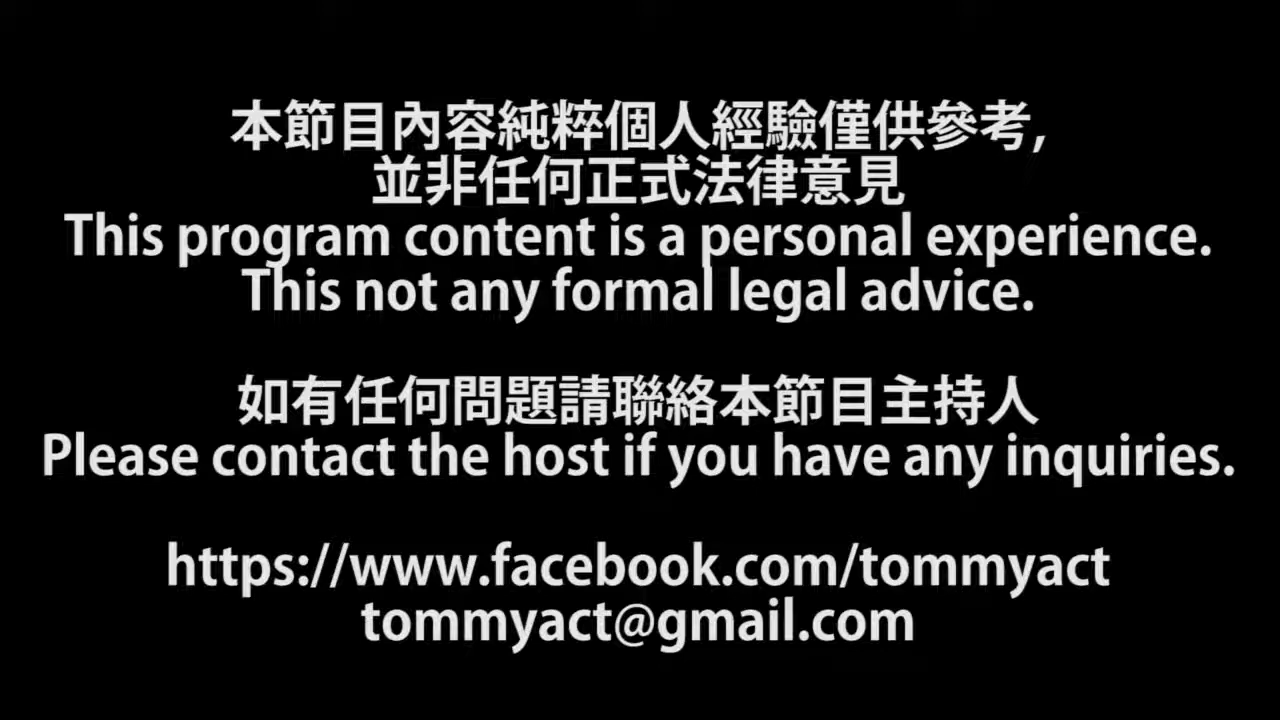 本節目內容純粹個人經驗僅供參考,
並非任何正式法律意見
This program content is a personal experience.
This not any formal legal advice.
如有任何問題請聯絡本節目主持人
Please contact the host if you have any inquiries.
https://www.facebook.com/tommyact
tommyact@gmail.com